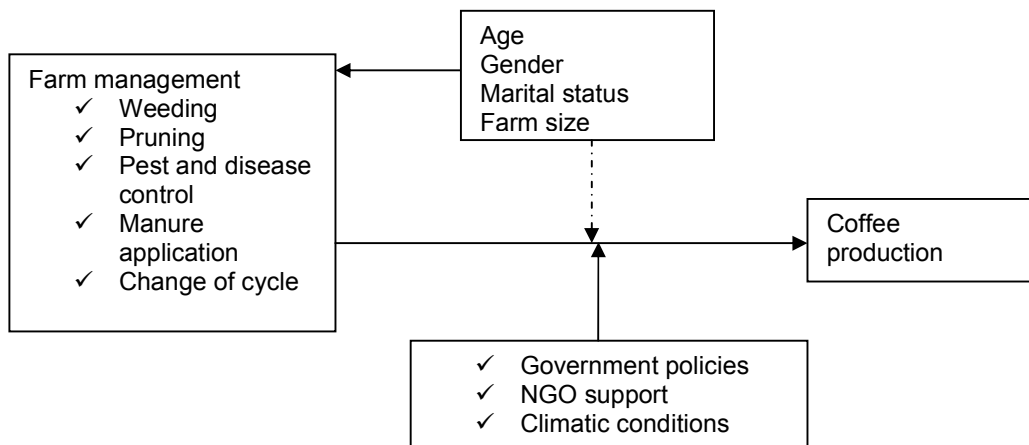 Age
Gender
Marital status
Farm size
Farm management
✓ Weeding
✓ Pruning
✓ Pest and disease
control
✓ Manure
application
✓ Change of cycle
Coffee
production
✓ Government policies
✓ NGO support
✓ Climatic conditions